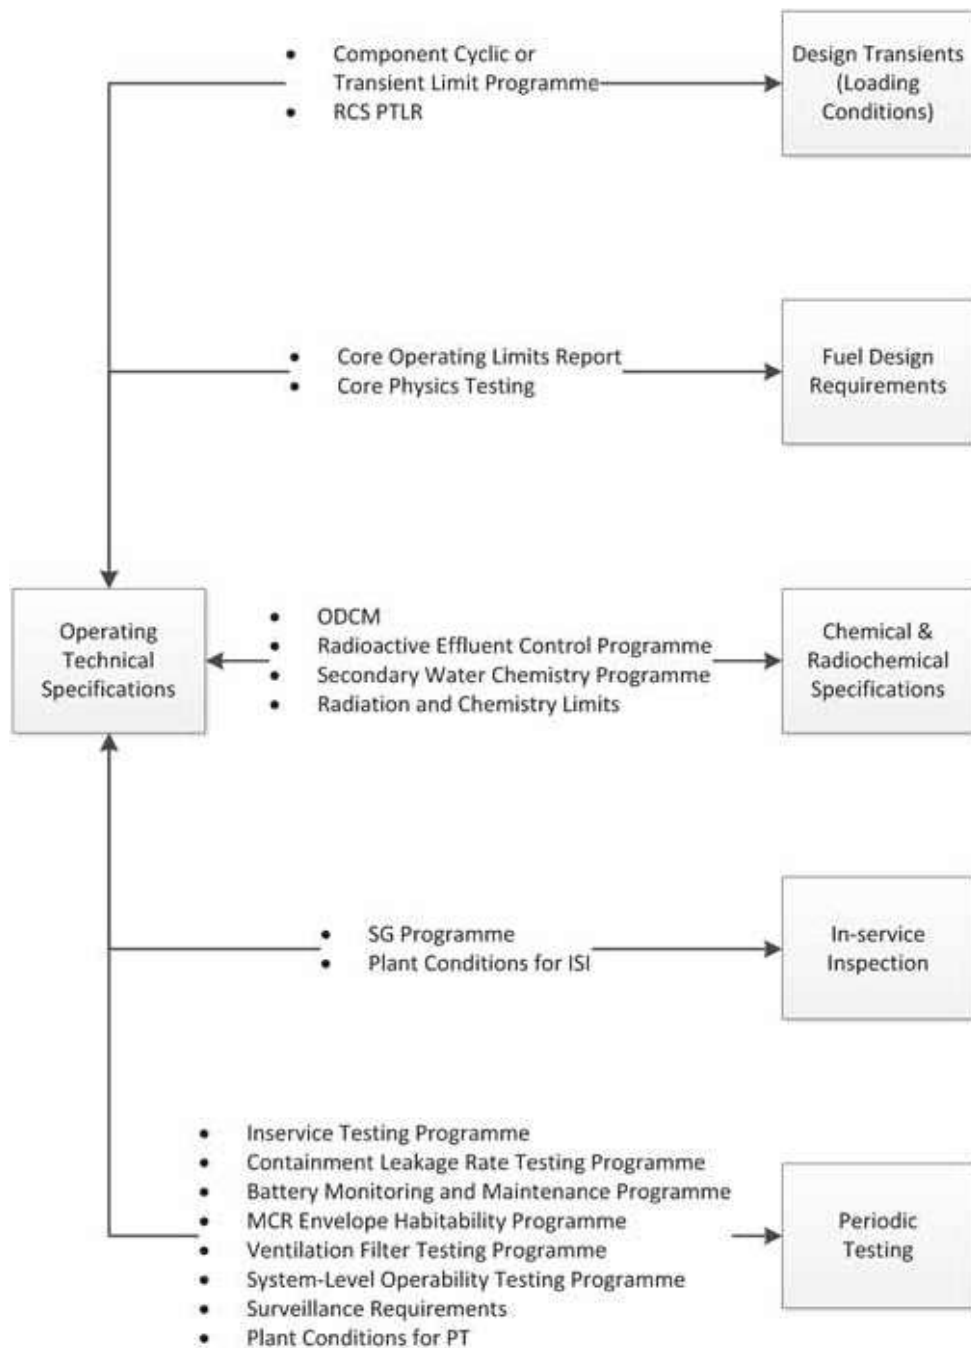 Component Cyclic or
Transient Limit Programme
RCS PTLR
Design Transients
(Loading
Conditions)
Core Operating Limits Report
Core Physics Testing
Fuel Design
Requirements
Operating
Technical
Specifications
ODCM
Radioactive Effluent Control Programme
Secondary Water Chemistry Programme
Radiation and Chemistry Limits
Chemical &
Radiochemical
Specifications
SG Programme
Plant Conditions for ISI
In-service
Inspection
Inservice Testing Programme
Containment Leakage Rate Testing Programme
Battery Monitoring and Maintenance Programme
MCR Envelope Habitability Programme
Ventilation Filter Testing Programme
System-Level Operability Testing Programme
Surveillance Requirements
Plant Conditions for PT
Periodic
Testing